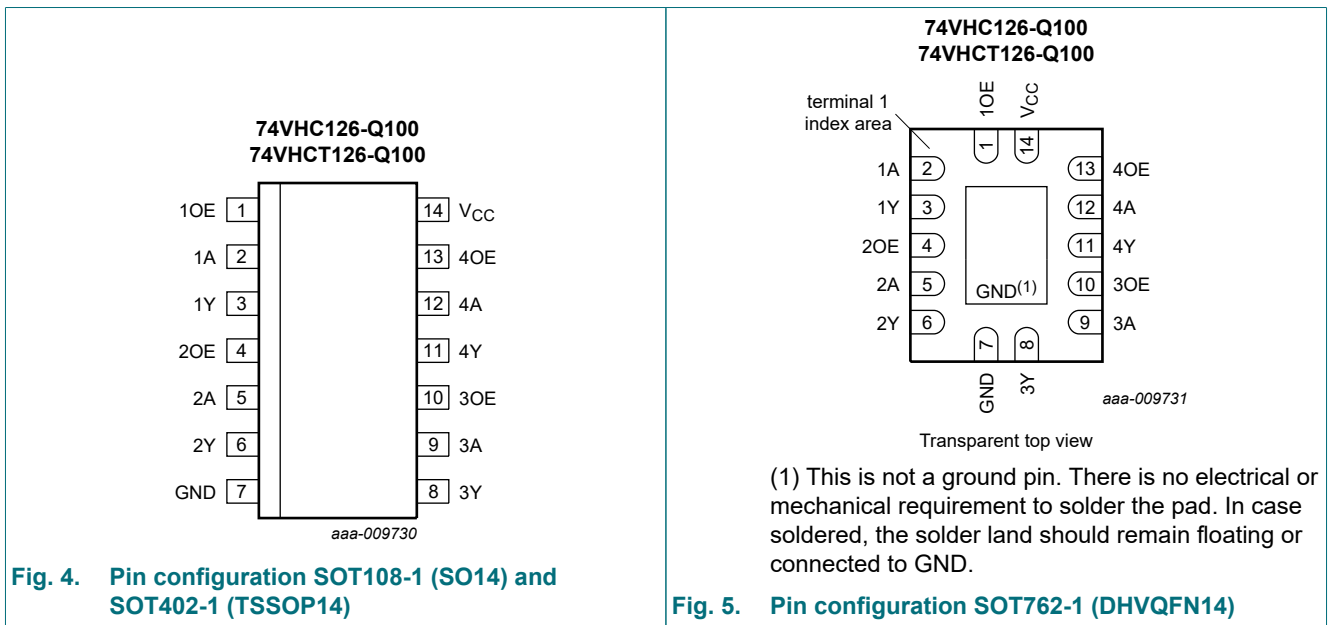 74VHC126-Q100
74VHCT126-Q100
1OE 1
14 VCC
1A 2
13 4OE
1Y 3
12 4A
2OE 4
11 4Y
2A 5
10 3OE
2Y 6
9 3A
GND 7
8 3Y
aaa-009730
Fig. 4. Pin configuration SOT108-1 (SO14) and
SOT402-1 (TSSOP14)
74VHC126-Q100
74VHCT126-Q100
terminal 1
index area
1OE
VCC
1
14
1A 2
13 4OE
1Y 3
12 4A
2OE 4
11 4Y
2A 5
GND(1)
10 3OE
2Y 6
9 3A
7
8
GND
3Y
aaa-009731
Transparent top view
(1) This is not a ground pin. There is no electrical or
mechanical requirement to solder the pad. In case
soldered, the solder land should remain floating or
connected to GND.
Fig. 5. Pin configuration SOT762-1 (DHVQFN14)